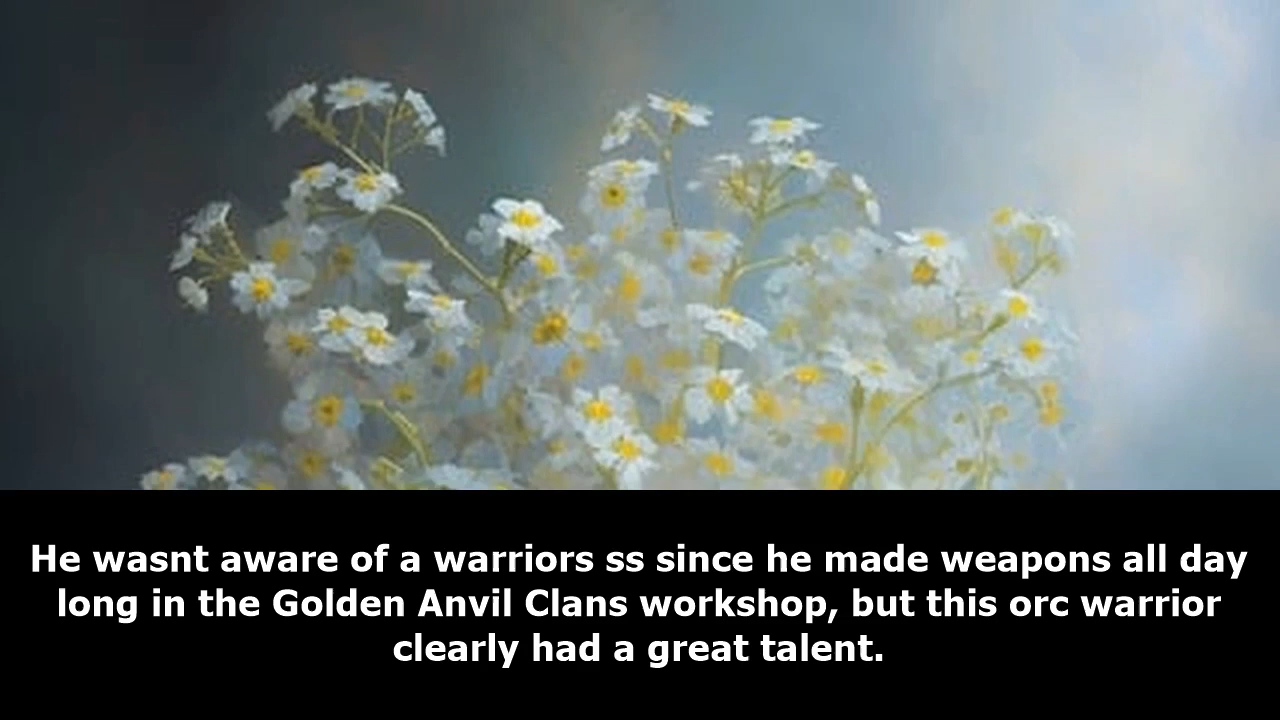 He wasnt aware of a warriors ss since he made weapons all day
long in the Golden Anvil Clans workshop, but this orc warrior
clearly had a great talent.